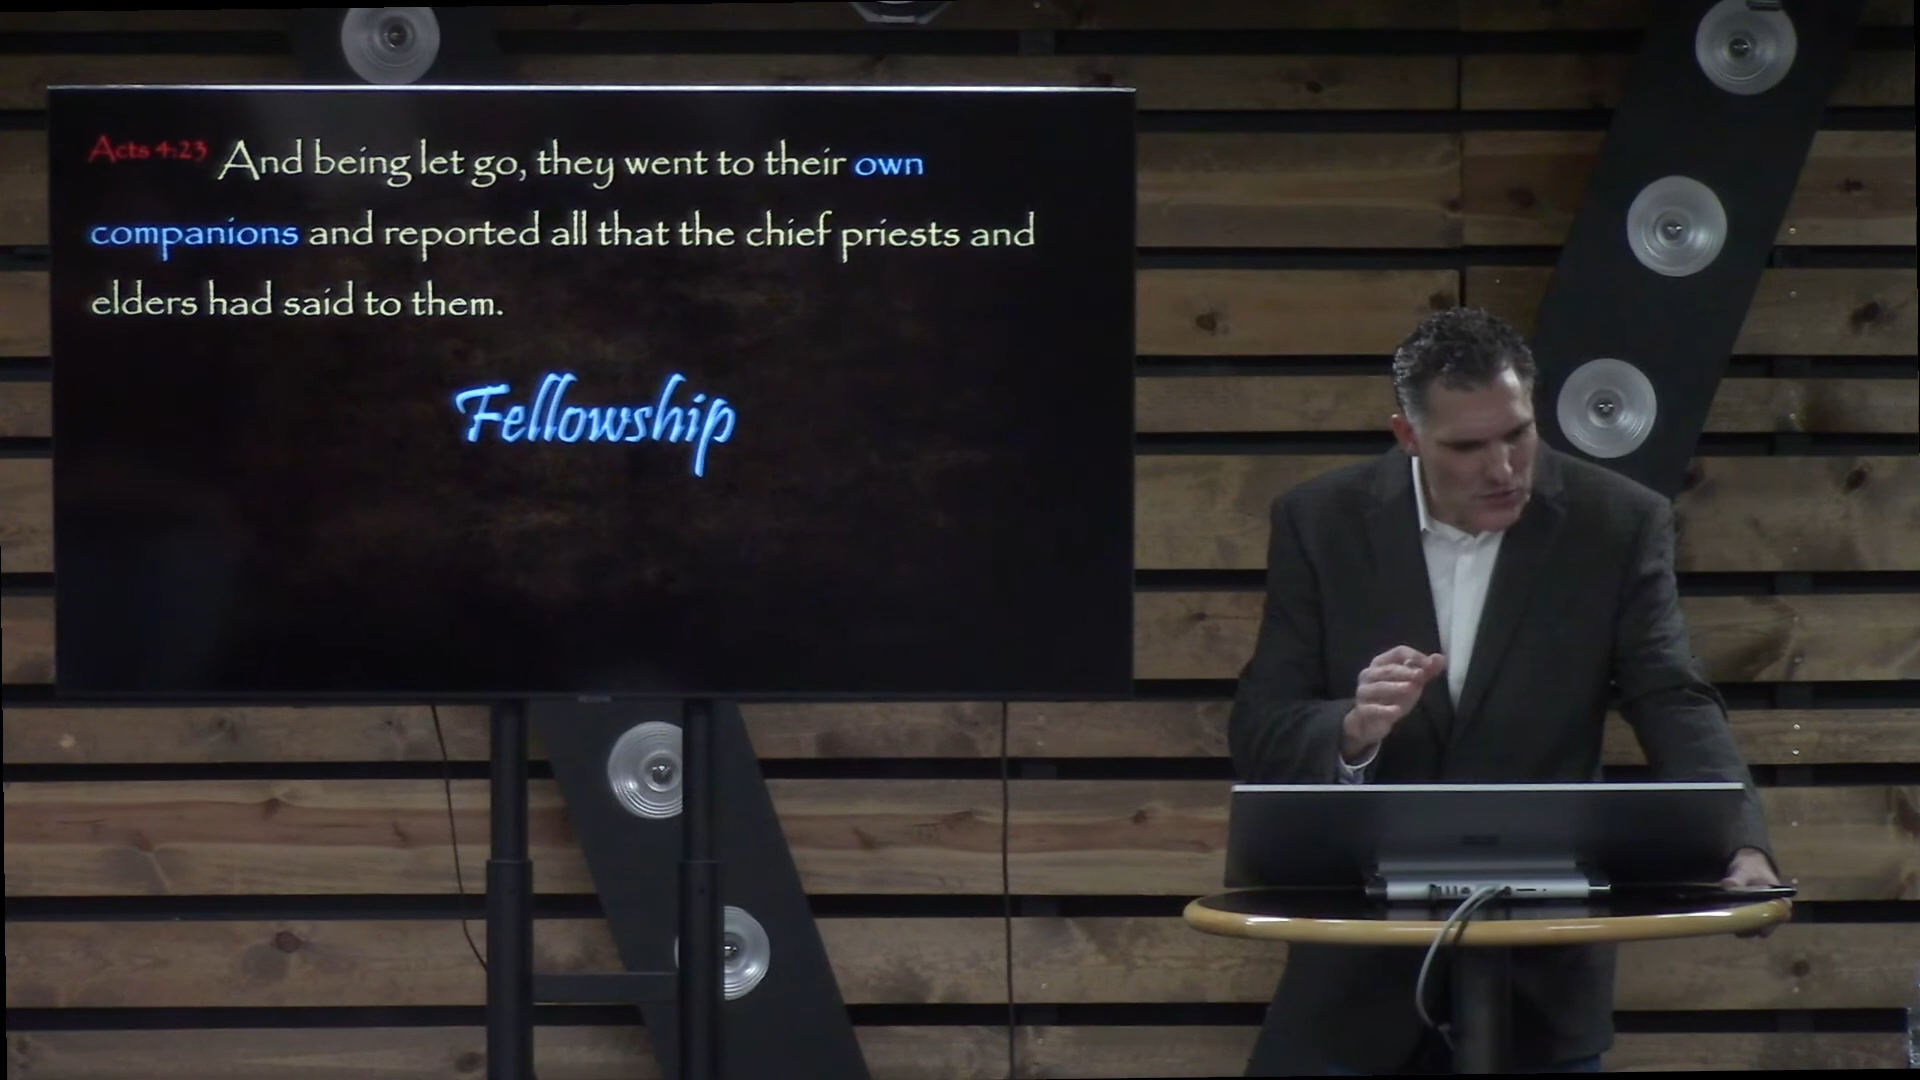 Acts 4:23 And being let go, they went to their own
companions and reported all that the chief priests and
elders had said to them.
Fellowship